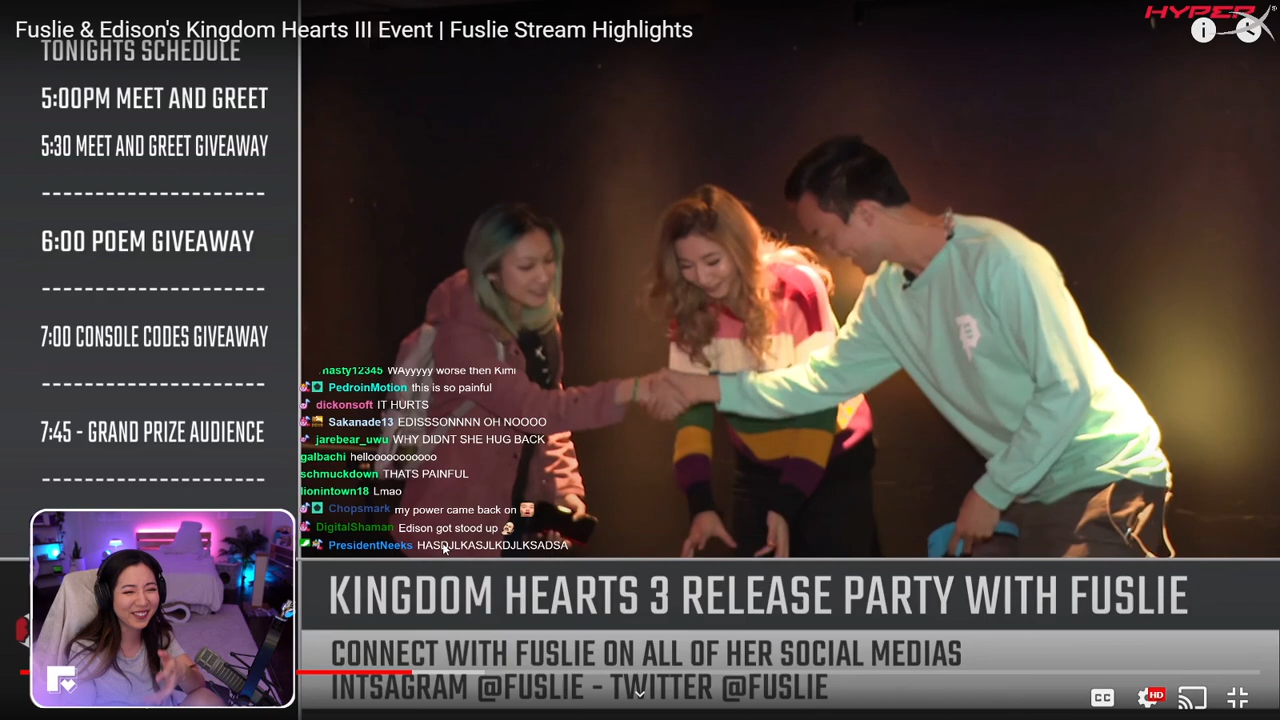 Fuslie & Edison's Kingdom Hearts III Event | Fuslie Stream Highlights
HYPERX
TONIGHTS SCHEDULE
5:00PM MEET AND GREET
5:30 MEET AND GREET GIVEAWAY
----------------------
6:00 POEM GIVEAWAY
----------------------
7:00 CONSOLE CODES GIVEAWAY
----------------------
7:45 - GRAND PRIZE AUDIENCE
----------------------
nasty12345 WAyyyyy worse then Kimi
PedroinMotion this is so painful
dickonsoft IT HURTS
Sakanade13 EDISSSONNNN OH NOOOO
jarebear_uwu WHY DIDNT SHE HUG BACK
galbachi hellooooooooooo
schmuckdown THATS PAINFUL
lionintown18 Lmao
Chopsmark my power came back on
DigitalShaman Edison got stood up
PresidentNeeks HASDJLKASJLKDJLKSADSA
KINGDOM HEARTS 3 RELEASE PARTY WITH FUSLIE
CONNECT WITH FUSLIE ON ALL OF HER SOCIAL MEDIAS
INTSAGRAM @FUSLIE - TWITTER @FUSLIE
CC
HD